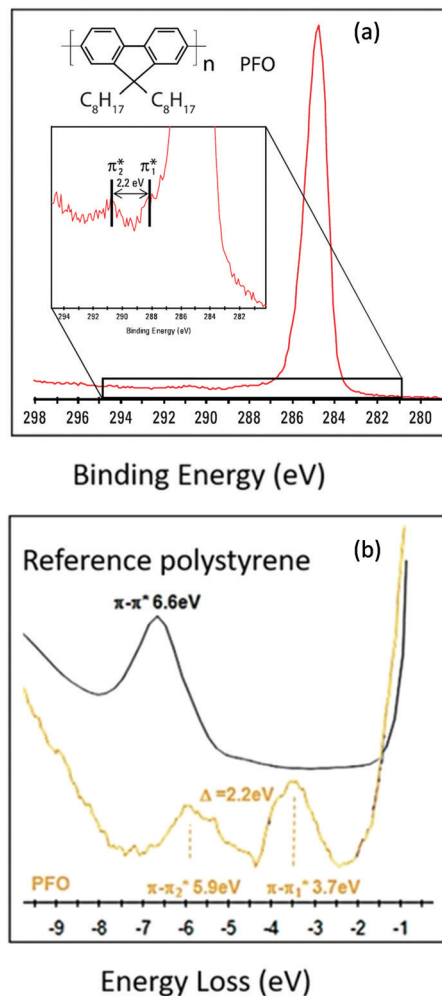 (a)
n PFO
C₈H₁₇ C₈H₁₇
π₂* π₁*
2.2 eV
294 292 290 288 286 284 282
Binding Energy (eV)
298 296 294 292 290 288 286 284 282 280
Binding Energy (eV)
(b)
Reference polystyrene
π-π* 6.6eV
Δ =2.2eV
PFO π-π₂* 5.9eV π-π₁* 3.7eV
-9 -8 -7 -6 -5 -4 -3 -2 -1
Energy Loss (eV)